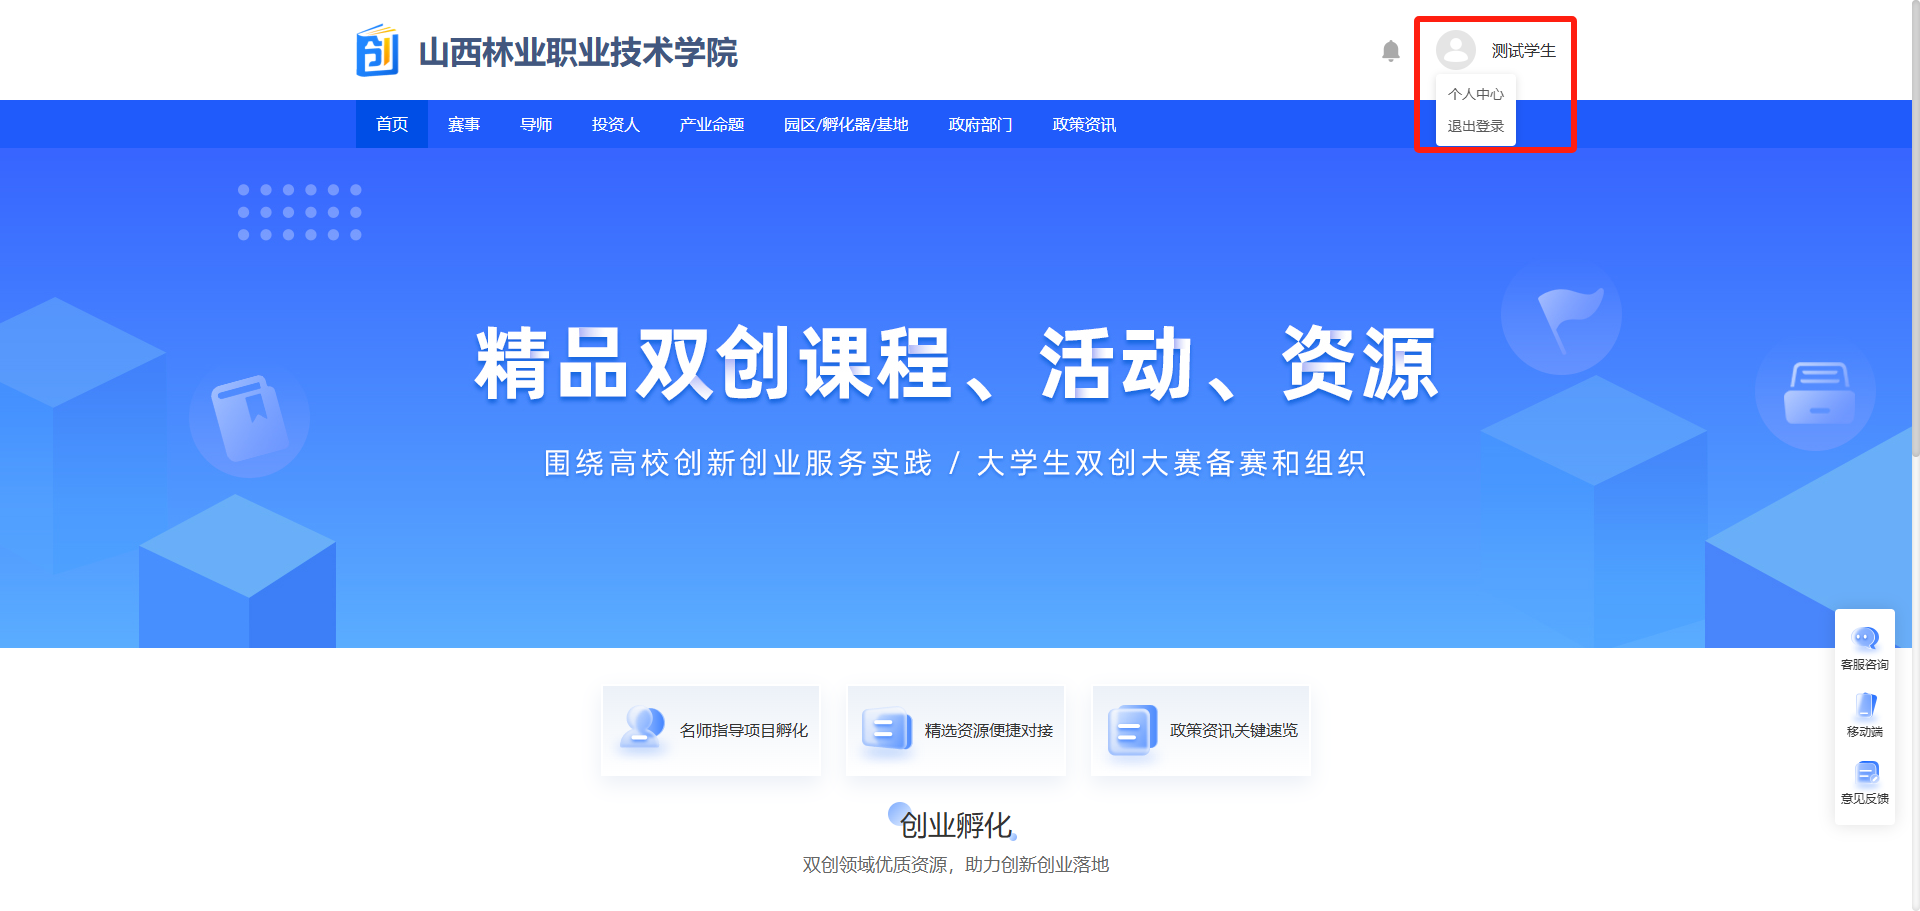 山西林业职业技术学院
测试学生
个人中心
退出登录
首页 赛事 导师 投资人 产业命题 园区/孵化器/基地 政府部门 政策资讯
精品双创课程、活动、资源
围绕高校创新创业服务实践 / 大学生双创大赛备赛和组织
客服咨询
移动端
意见反馈
名师指导项目孵化 精选资源便捷对接 政策资讯关键速览
创业孵化
双创领域优质资源，助力创新创业落地